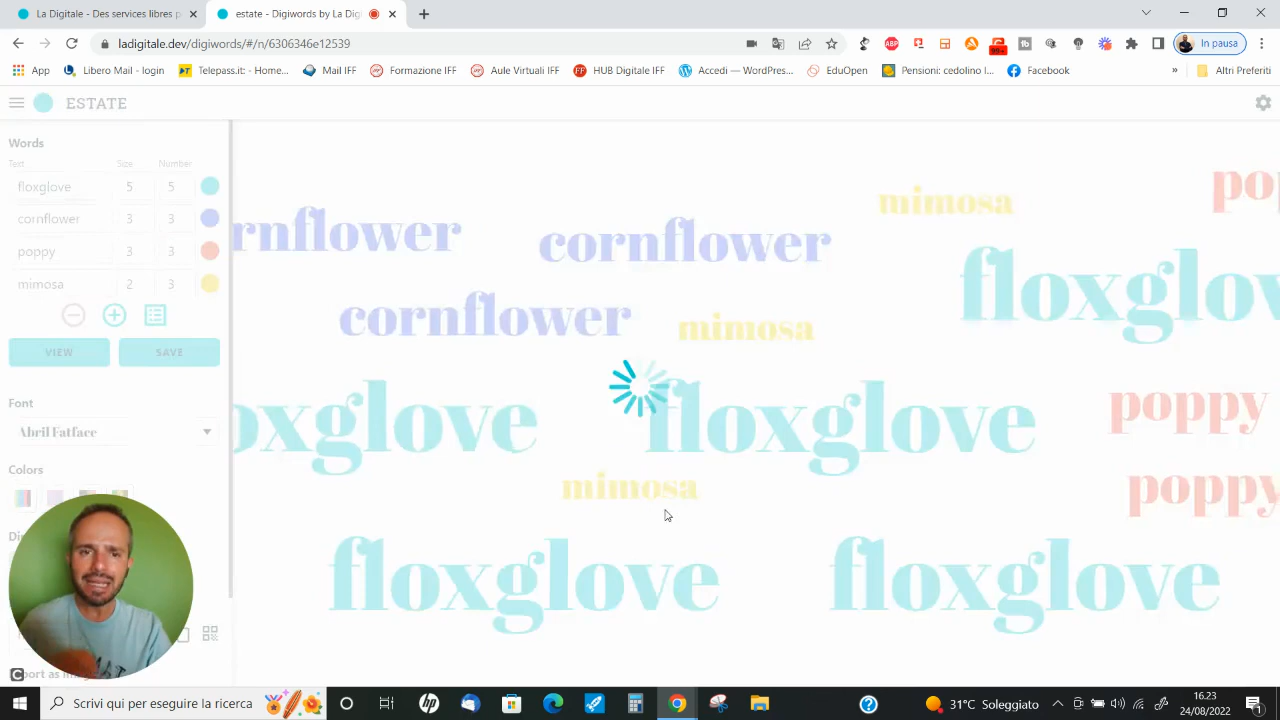 La Digitale - Des services libres p
estate - Digiwords by La Dig
ladigitale.dev/digiwords/#/n/6306336e12539
99+
In pausa
App
Libero Mail - login
Telepass.it: - Home...
Mail IFF
Formazione IFF
Aule Virtuali IFF
HUB Digitale IFF
Accedi — WordPress...
EduOpen
Pensioni: cedolino i...
Facebook
»
Altri Preferiti
ESTATE
Words
Text Size Number
floxglove 5 5
cornflower 3 3
poppy 3 3
mimosa 2 3
VIEW SAVE
Font
Abril Fatface
Colors
mimosa
po
rnflower
cornflower
floxglov
cornflower
mimosa
oxglove
floxglove
poppy
mimosa
poppy
floxglove
floxglove
Scrivi qui per eseguire la ricerca
31°C Soleggiato
16.23
24/08/2022